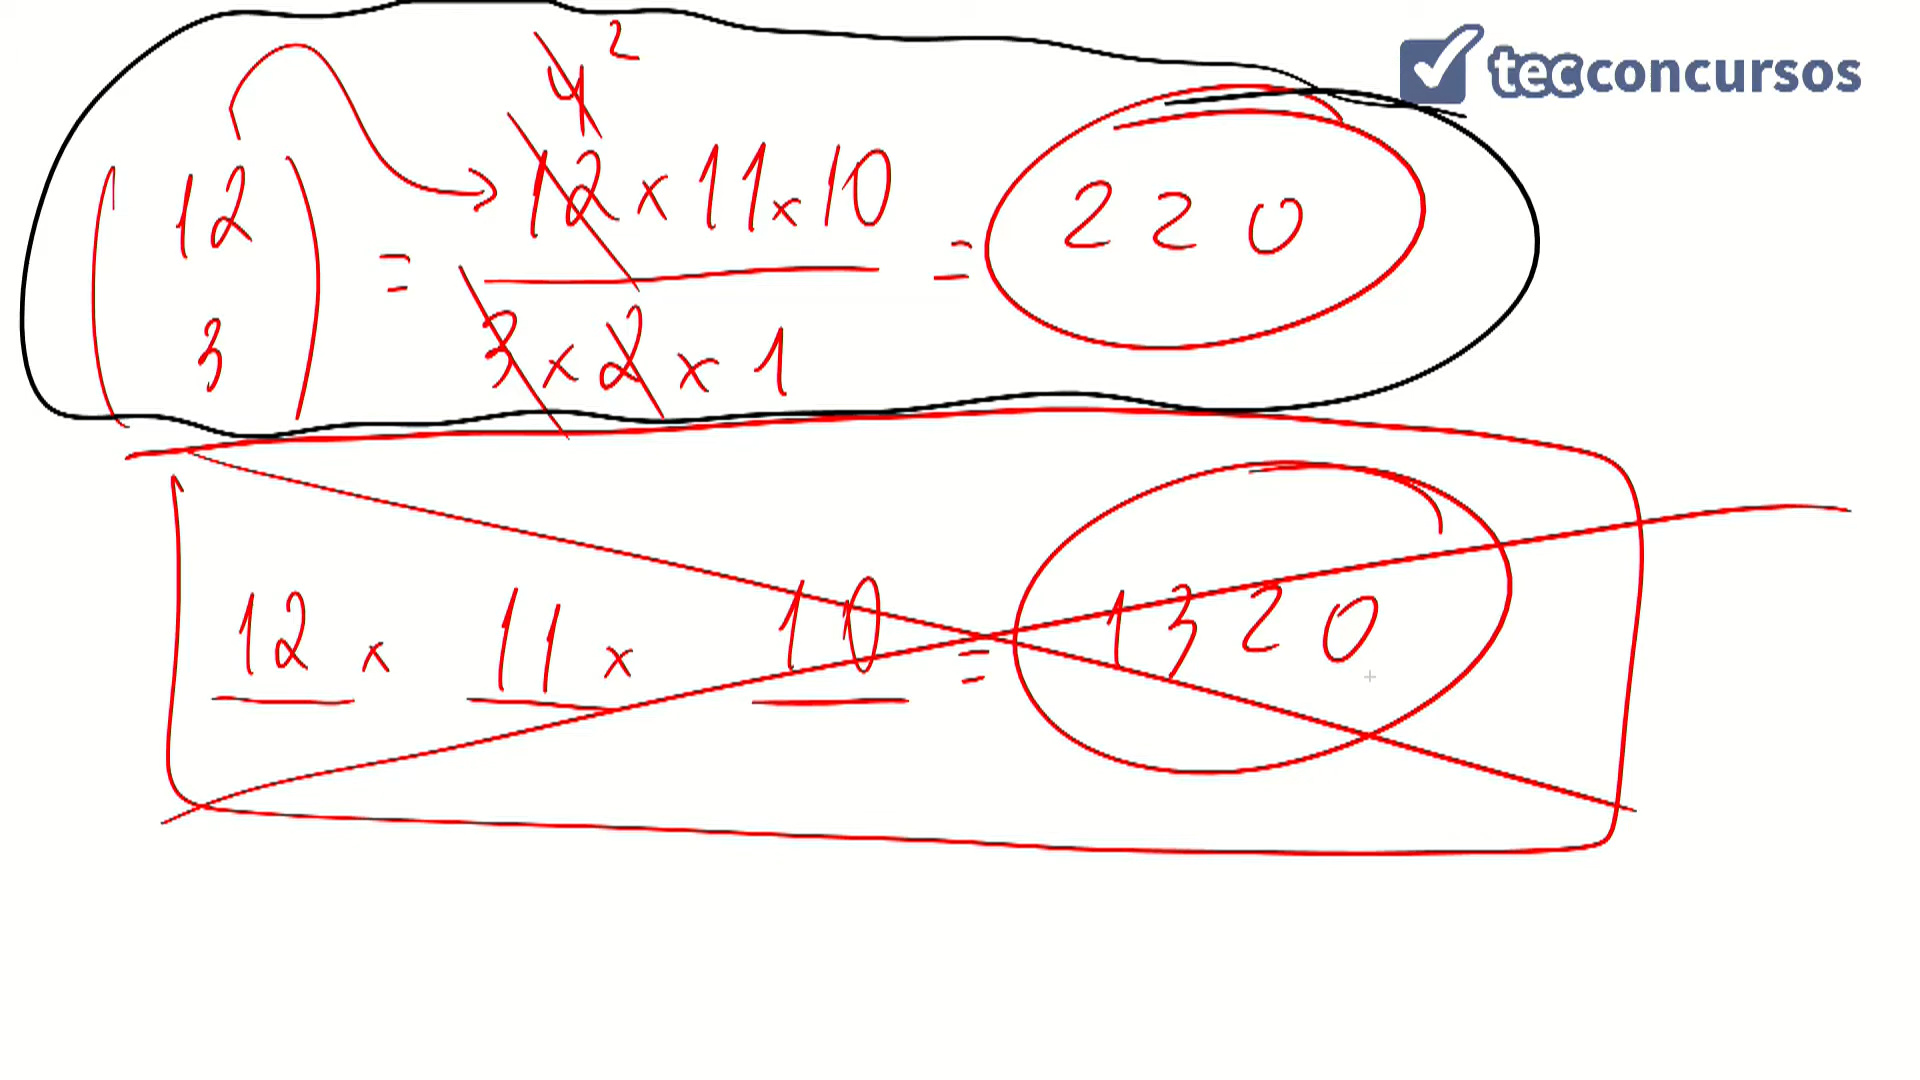 tecconcursos
4 2
( 12 3 ) = 12 x 11 x 10 / 3 x 2 x 1 = 220
12 x 11 x 10 = 1320